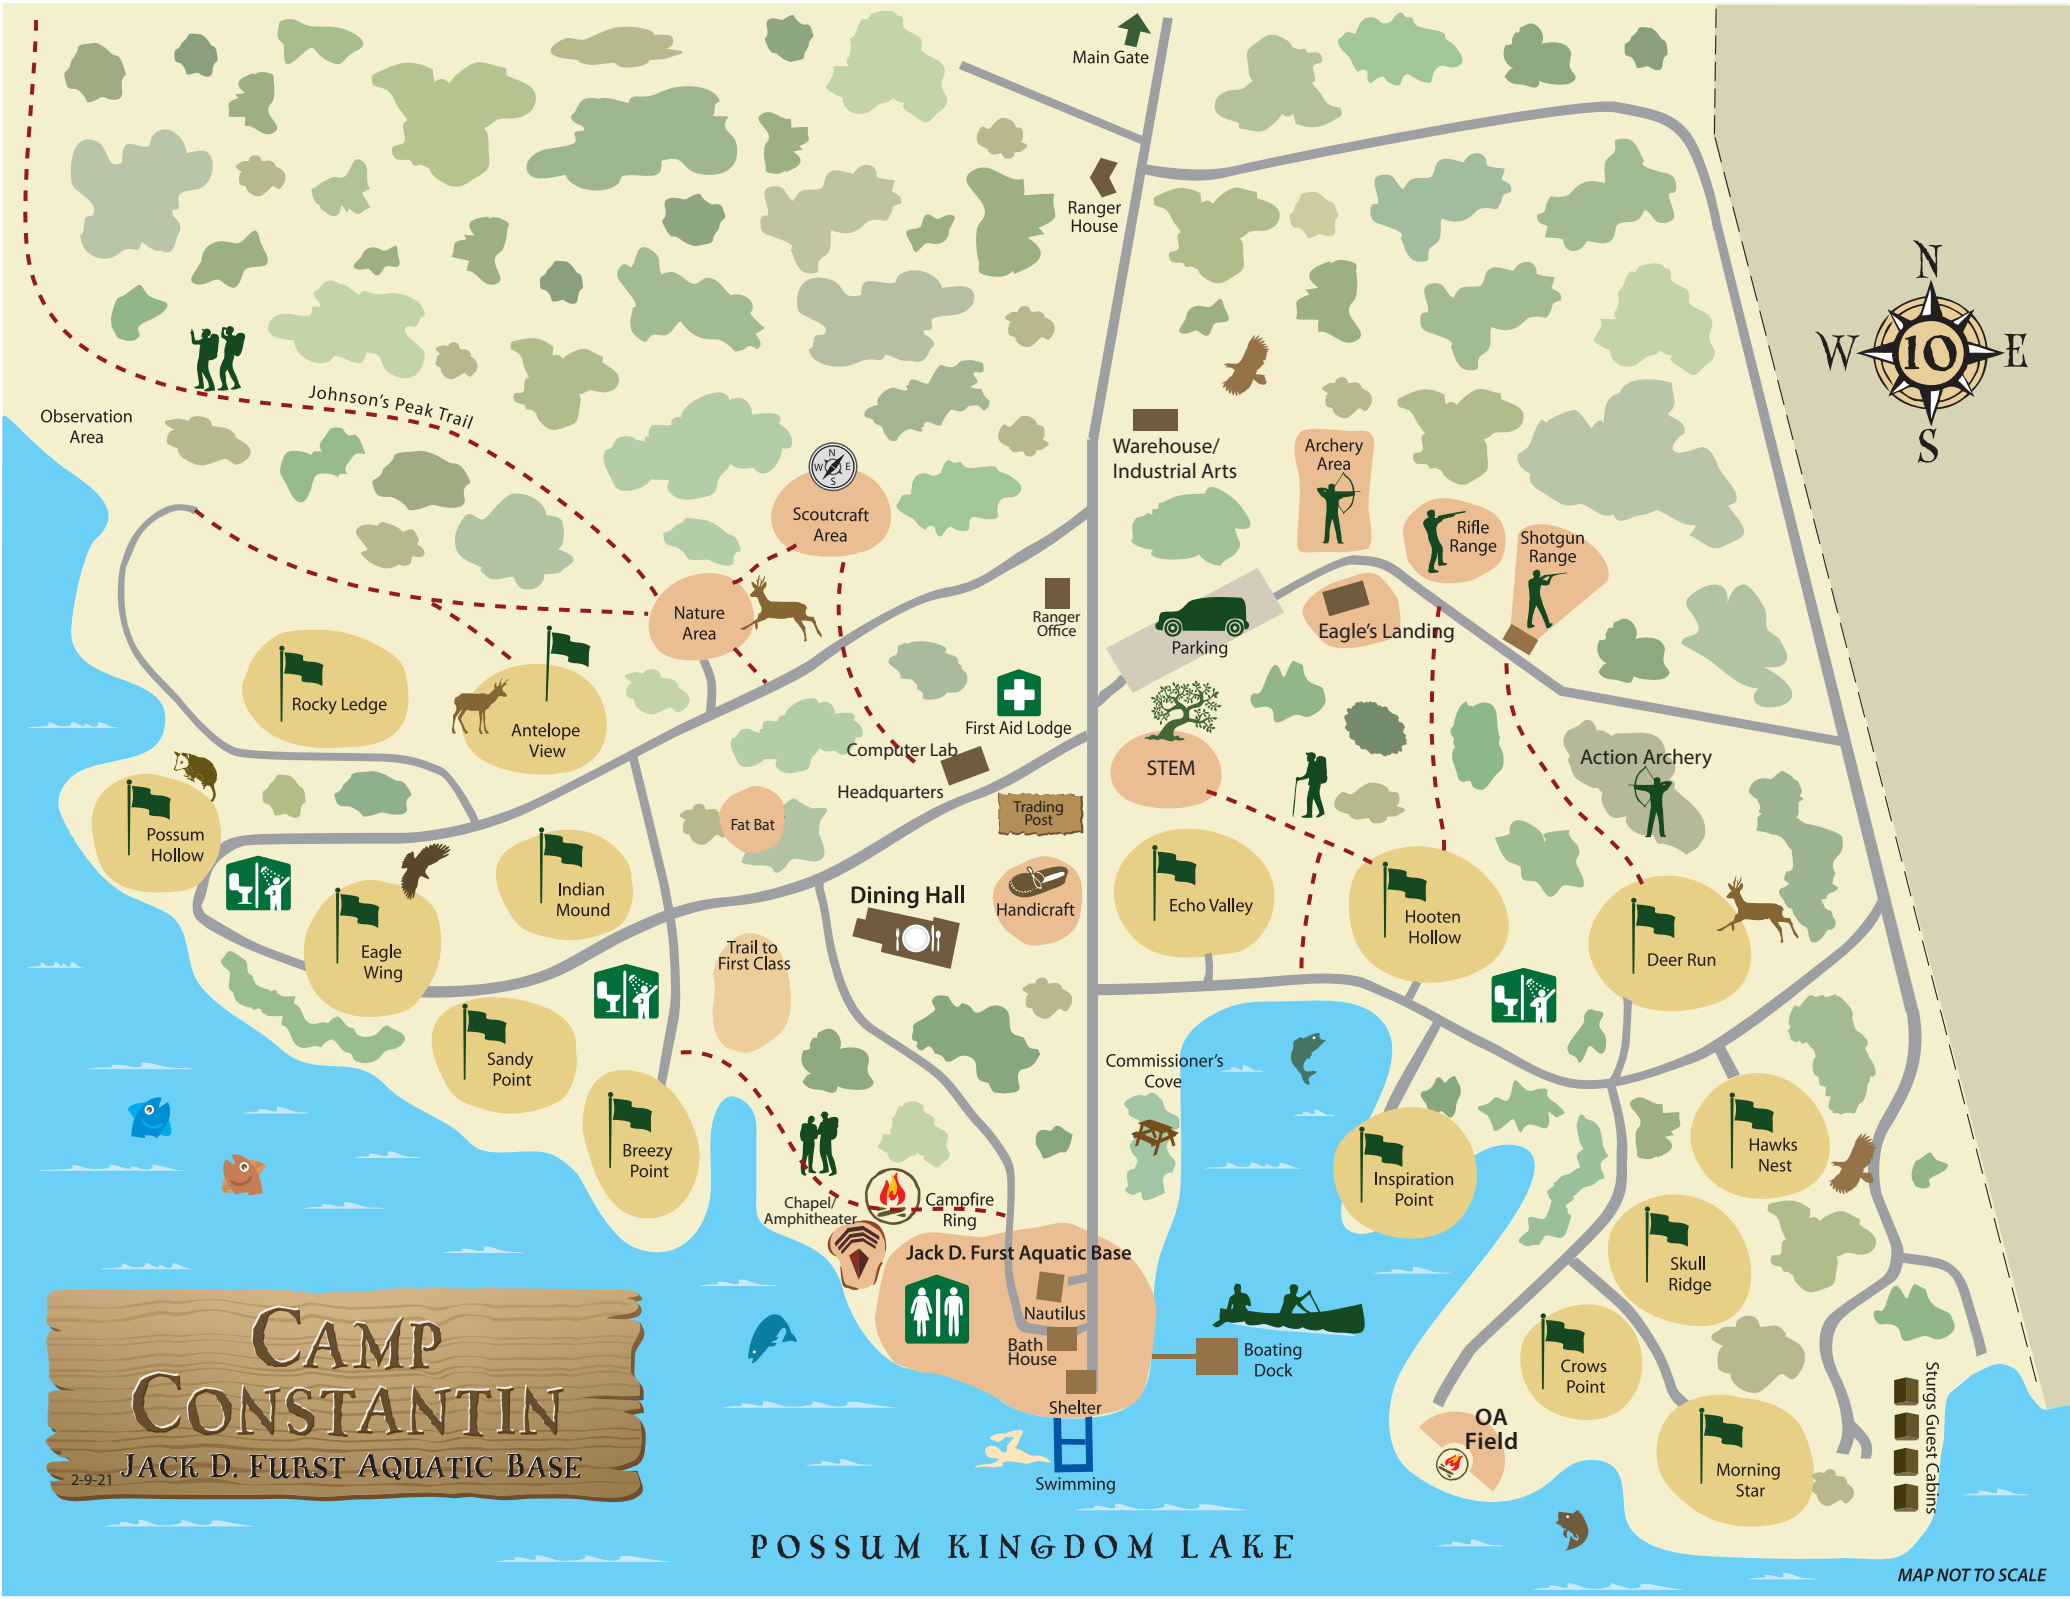 Main Gate
Ranger
House
N
W
10
E
S
Johnson's Peak Trail
Observation
Area
Warehouse/
Industrial Arts
Archery
Area
N
W
E
S
Scoutcraft
Area
Rifle
Range
Shotgun
Range
Nature
Area
Ranger
Office
Parking
Eagle's Landing
Rocky Ledge
Antelope
View
First Aid Lodge
Computer Lab
Headquarters
STEM
Action Archery
Possum
Hollow
Fat Bat
Trading
Post
Indian
Mound
Dining Hall
Handicraft
Echo Valley
Hooten
Hollow
Eagle
Wing
Trail to
First Class
Deer Run
Sandy
Point
Commissioner's
Cove
Breezy
Point
Inspiration
Point
Hawks
Nest
Chapel/
Amphitheater
Campfire
Ring
Jack D. Furst Aquatic Base
Skull
Ridge
Nautilus
Bath
House
Boating
Dock
Crows
Point
Shelter
OA
Field
Sturgs Guest Cabins
Morning
Star
Swimming
CAMP
CONSTANTIN
JACK D. FURST AQUATIC BASE
2-9-21
POSSUM KINGDOM LAKE
MAP NOT TO SCALE